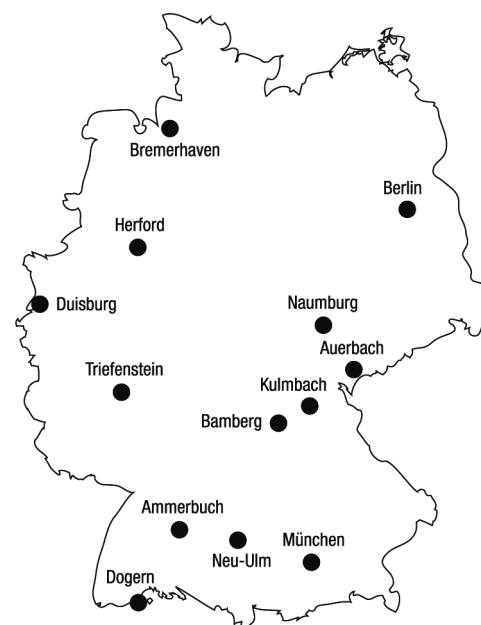 Bremerhaven
Berlin
Herford
Duisburg
Naumburg
Auerbach
Triefenstein
Kulmbach
Bamberg
Ammerbuch
Neu-Ulm
München
Dogern